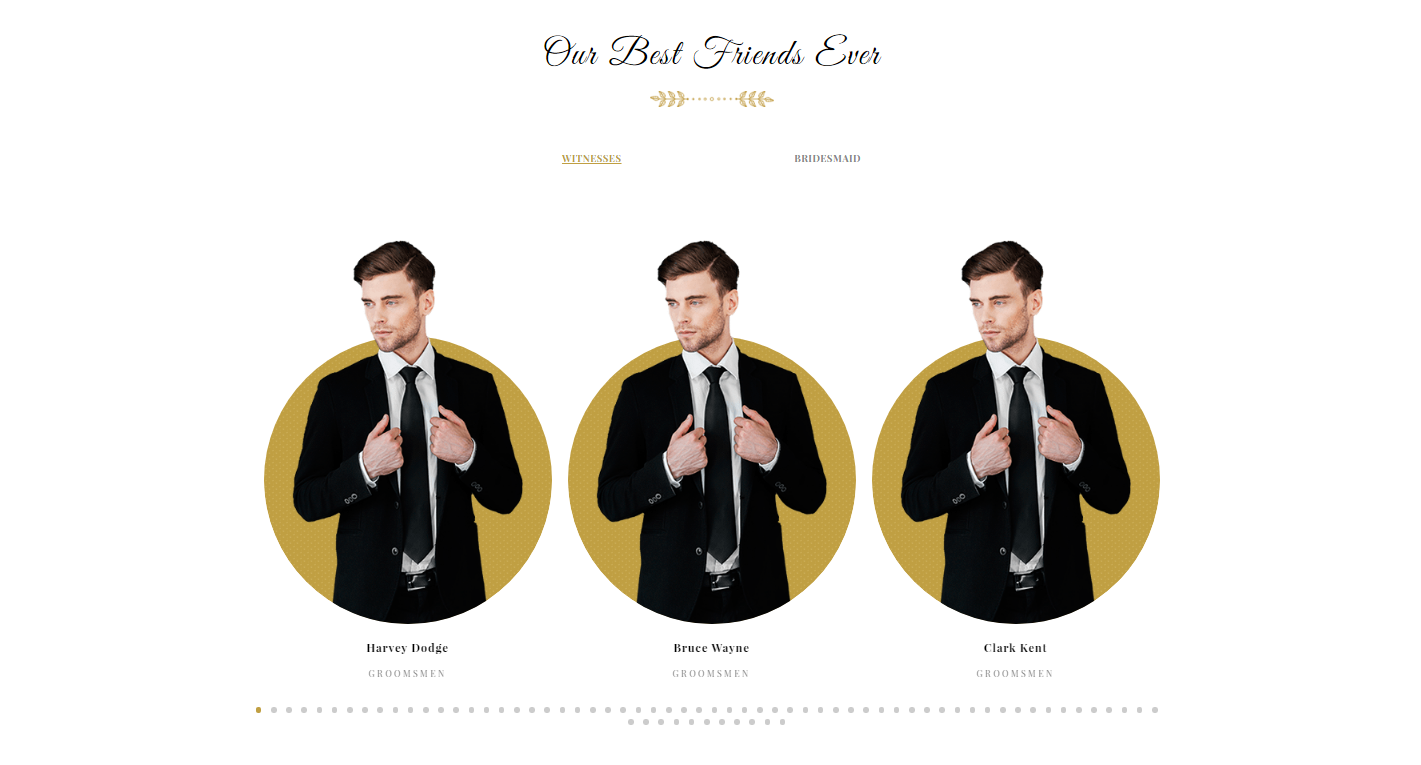 Our Best Friends Ever
WITNESSES
BRIDESMAID
Harvey Dodge
Bruce Wayne
Clark Kent
GROOMSMEN
GROOMSMEN
GROOMSMEN